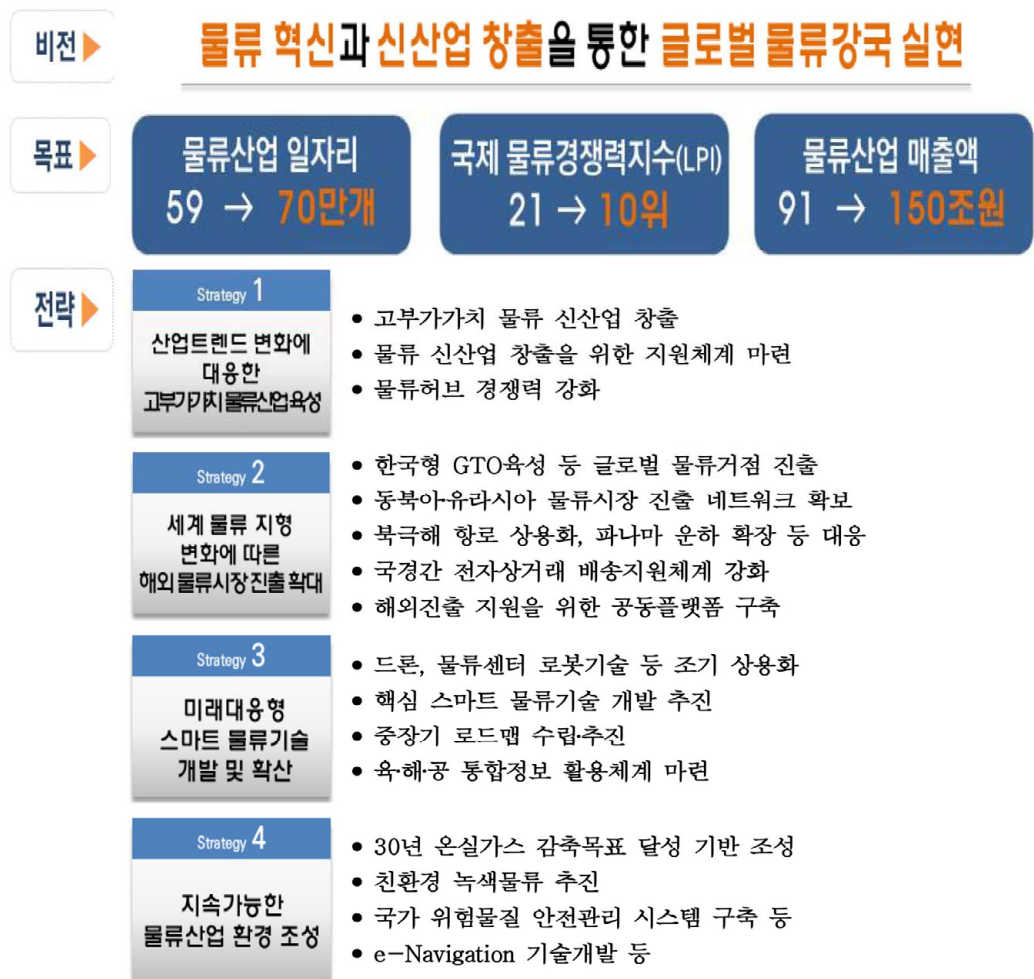 비전
물류 혁신과 신산업 창출을 통한 글로벌 물류강국 실현
목표
물류산업 일자리
59 → 70만개
국제 물류경쟁력지수(LPI)
21 → 10위
물류산업 매출액
91 → 150조원
전략
Strategy 1
산업트렌드 변화에
대응한
고부가가치 물류산업 육성
• 고부가가치 물류 신산업 창출
• 물류 신산업 창출을 위한 지원체계 마련
• 물류허브 경쟁력 강화
Strategy 2
세계 물류 지형
변화에 따른
해외 물류시장 진출 확대
• 한국형 GTO육성 등 글로벌 물류거점 진출
• 동북아·유라시아 물류시장 진출 네트워크 확보
• 북극해 항로 상용화, 파나마 운하 확장 등 대응
• 국경간 전자상거래 배송지원체계 강화
• 해외진출 지원을 위한 공동플랫폼 구축
Strategy 3
미래대응형
스마트 물류기술
개발 및 확산
• 드론, 물류센터 로봇기술 등 조기 상용화
• 핵심 스마트 물류기술 개발 추진
• 중장기 로드맵 수립·추진
• 육·해·공 통합정보 활용체계 마련
Strategy 4
지속가능한
물류산업 환경 조성
• 30년 온실가스 감축목표 달성 기반 조성
• 친환경 녹색물류 추진
• 국가 위험물질 안전관리 시스템 구축 등
• e-Navigation 기술개발 등